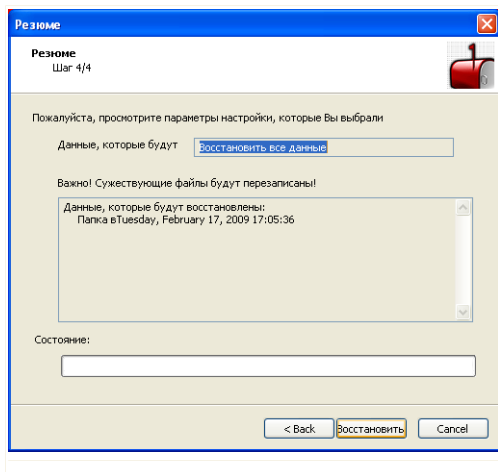 Резюме
Резюме
Шаг 4/4
Пожалуйста, просмотрите параметры настройки, которые Вы выбрали
Данные, которые будут Восстановить все данные
Важно! Сужествующие файлы будут перезаписаны!
Данные, которые будут восстановлены:
Папка вTuesday, February 17, 2009 17:05:36
Состояние:
< Back Восстановить Cancel